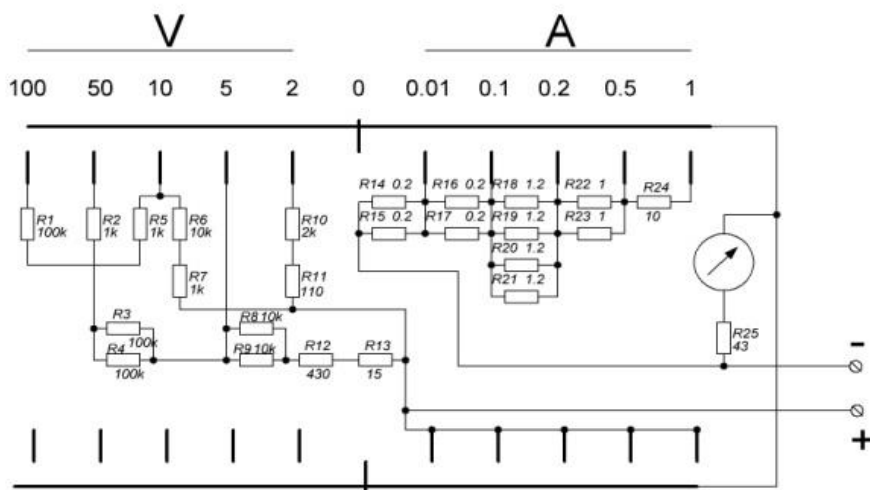 V A
100 50 10 5 2 0 0.01 0.1 0.2 0.5 1
R14 0.2 R16 0.2 R18 1.2 R22 1 R24
10
R1 100k R2 1k R5 1k R6 10k R10 2k R15 0.2 R17 0.2 R19 1.2 R23 1
R20 1.2
R7 1k R11 110 R21 1.2
R3 100k R8 10k R25 43
R4 100k R9 10k R12 430 R13 15
-
+